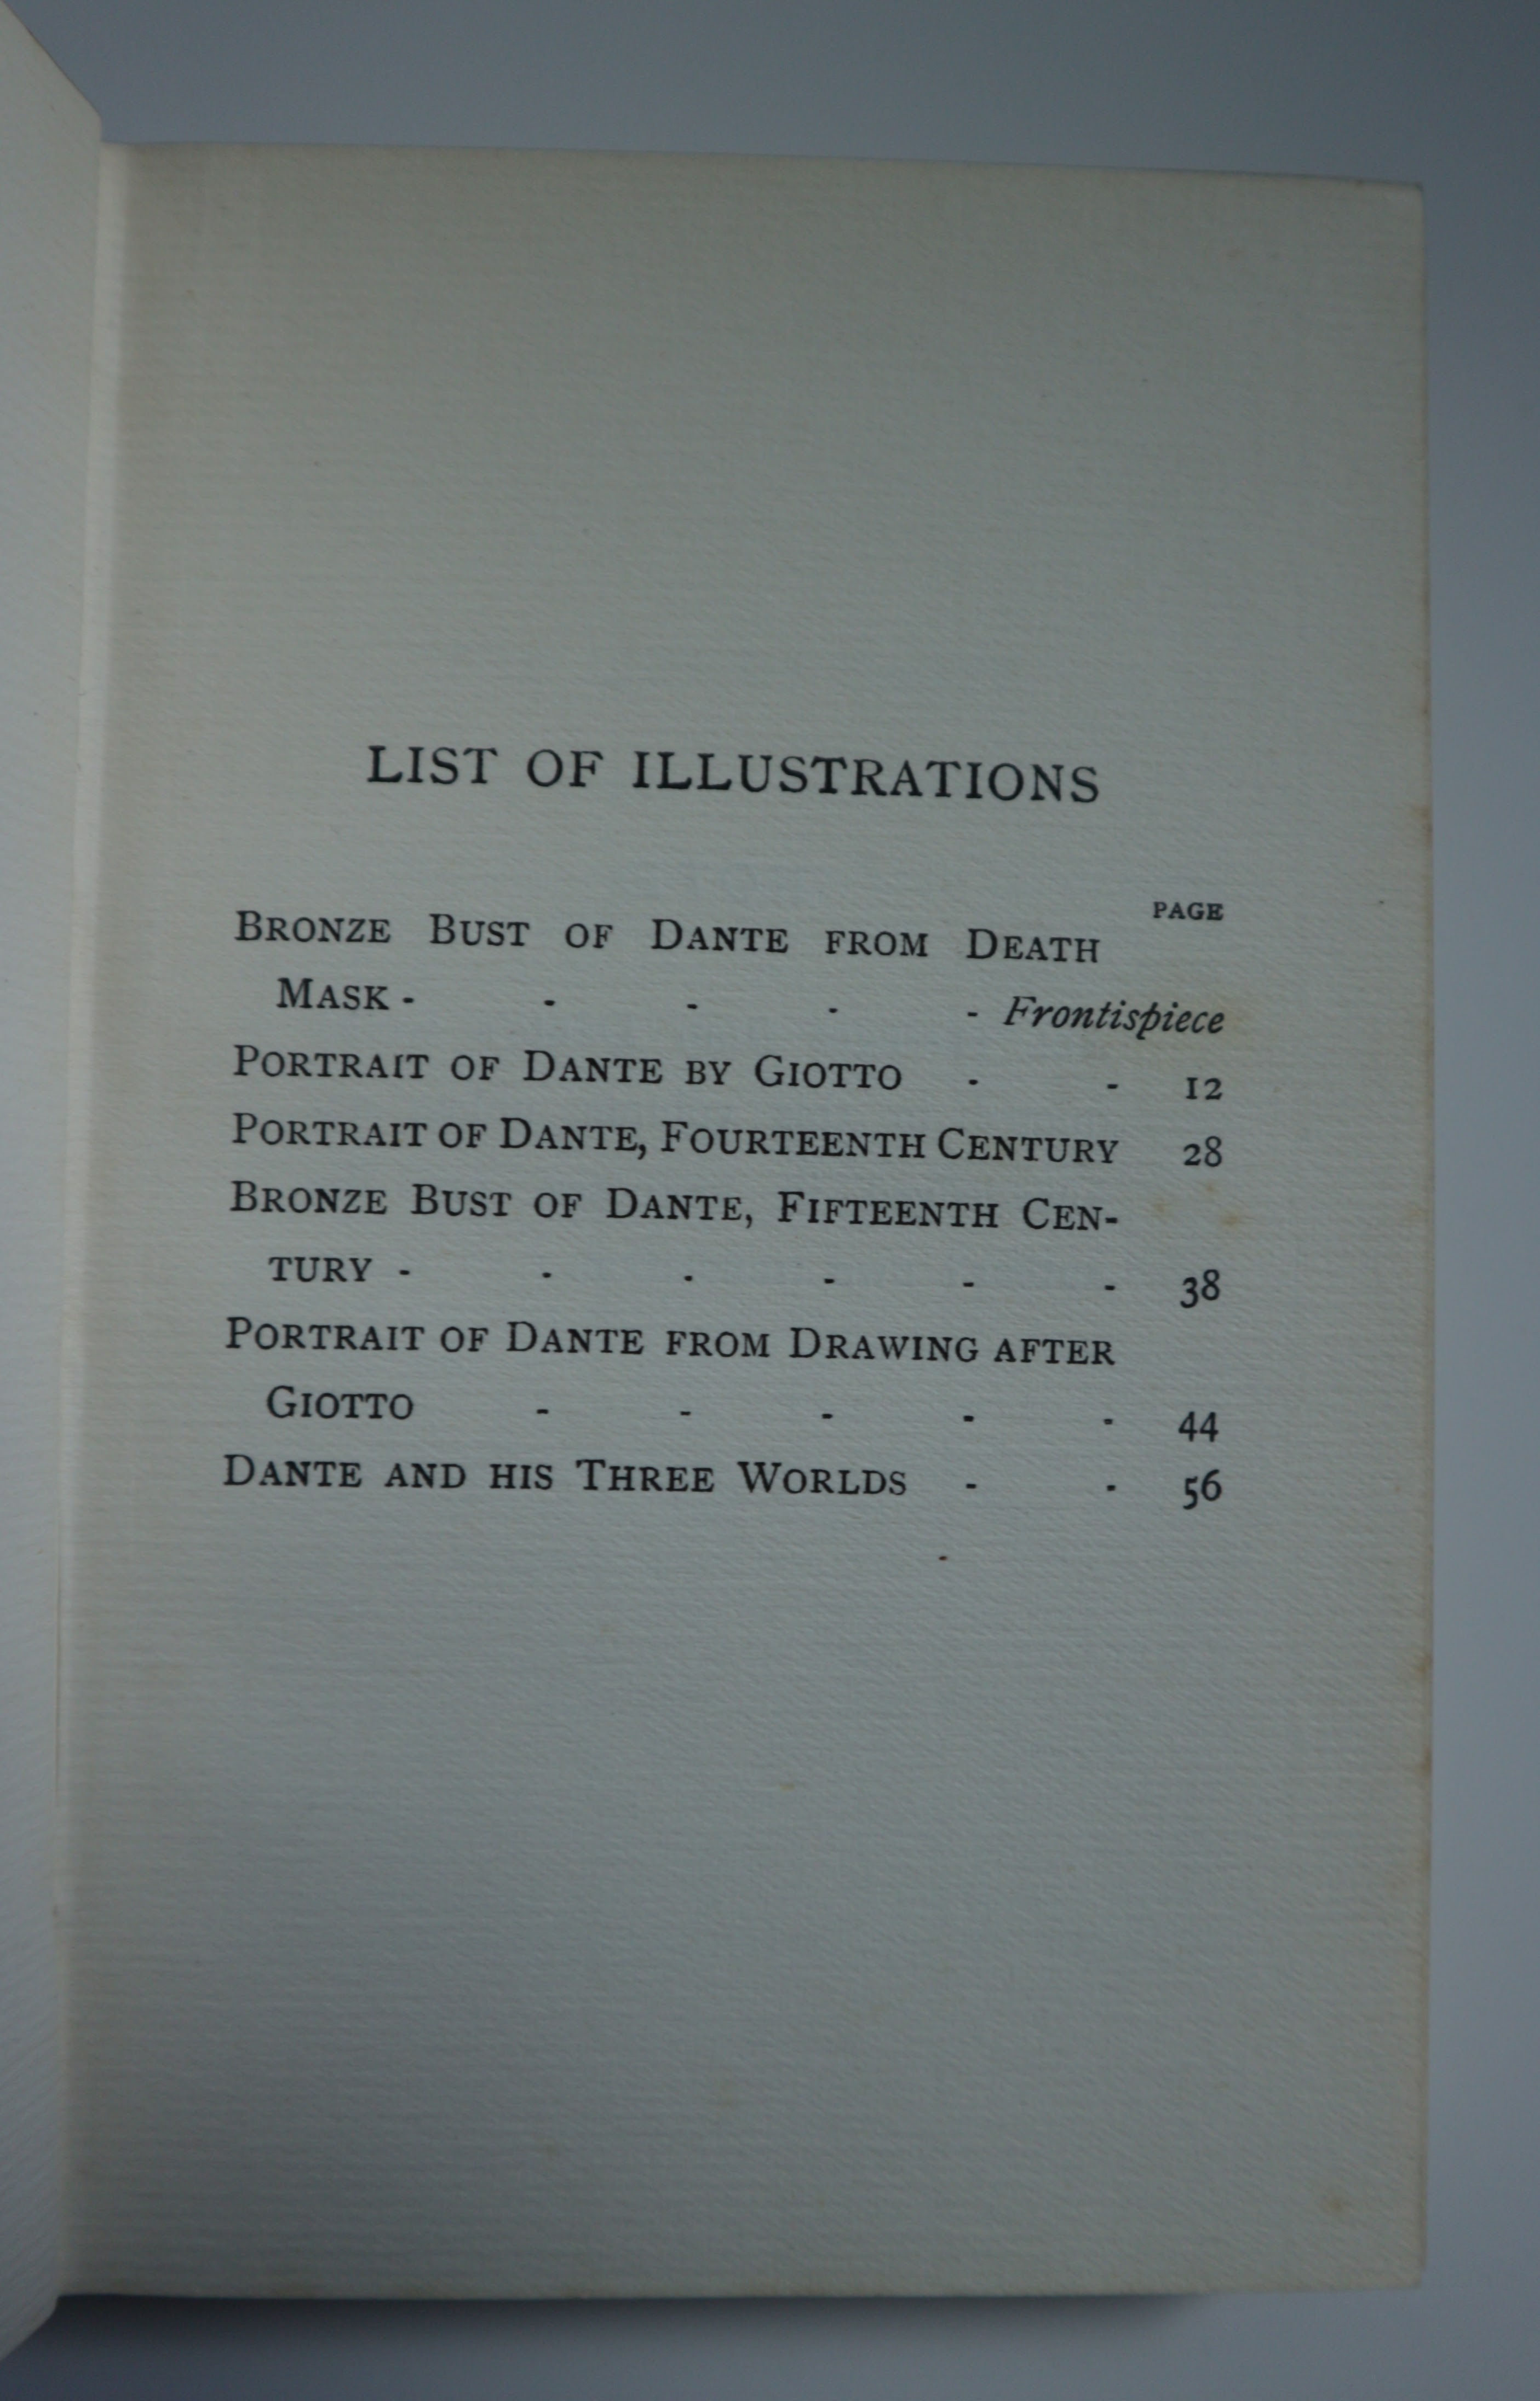 LIST OF ILLUSTRATIONS
PAGE
BRONZE BUST OF DANTE FROM DEATH
MASK - - - - - Frontispiece
PORTRAIT OF DANTE BY GIOTTO - - 12
PORTRAIT OF DANTE, FOURTEENTH CENTURY 28
BRONZE BUST OF DANTE, FIFTEENTH CEN-
TURY - - - - - - 38
PORTRAIT OF DANTE FROM DRAWING AFTER
GIOTTO - - - - - 44
DANTE AND HIS THREE WORLDS - - 56